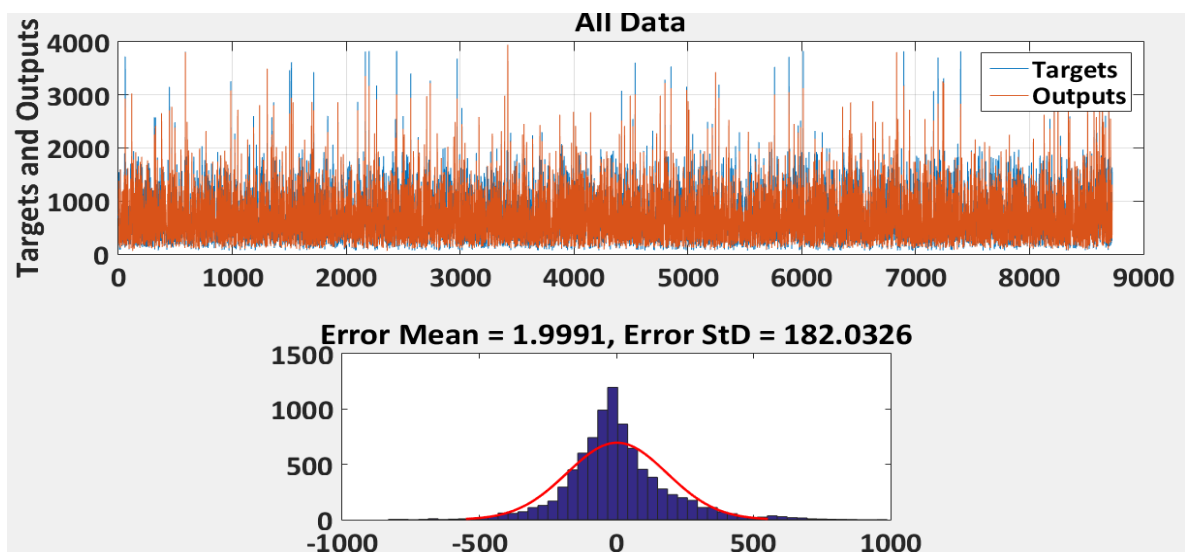 All Data
Targets and Outputs
4000
3000
2000
1000
0
Targets
Outputs
0 1000 2000 3000 4000 5000 6000 7000 8000 9000
Error Mean = 1.9991, Error StD = 182.0326
1500
1000
500
0
-1000 -500 0 500 1000